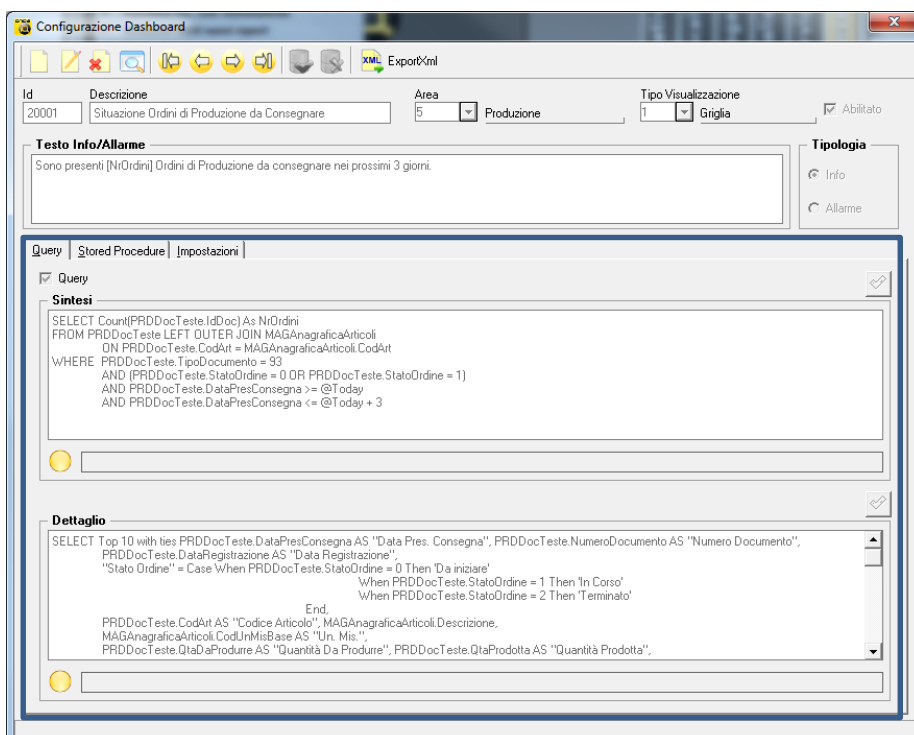 Configurazione Dashboard
ExportXml
Id Descrizione Area Tipo Visualizzazione
20001 Situazione Ordini di Produzione da Consegnare 5 Produzione 1 Griglia Abilitato
Testo Info/Allarme Tipologia
Sono presenti [NrOrdini] Ordini di Produzione da consegnare nei prossimi 3 giorni.
Info
Allarme
Query Stored Procedure Impostazioni
Query
Sintesi
SELECT Count(PRDDocTeste.IdDoc) As NrOrdini
FROM PRDDocTeste LEFT OUTER JOIN MAGAnagraficaArticoli
ON PRDDocTeste.CodArt = MAGAnagraficaArticoli.CodArt
WHERE PRDDocTeste.TipoDocumento = 93
AND (PRDDocTeste.StatoOrdine = 0 OR PRDDocTeste.StatoOrdine = 1)
AND PRDDocTeste.DataPresConsegna >= @Today
AND PRDDocTeste.DataPresConsegna <= @Today + 3
Dettaglio
SELECT Top 10 with ties PRDDocTeste.DataPresConsegna AS "Data Pres. Consegna", PRDDocTeste.NumeroDocumento AS "Numero Documento",
PRDDocTeste.DataRegistrazione AS "Data Registrazione",
"Stato Ordine" = Case When PRDDocTeste.StatoOrdine = 0 Then 'Da iniziare'
When PRDDocTeste.StatoOrdine = 1 Then 'In Corso'
When PRDDocTeste.StatoOrdine = 2 Then 'Terminato'
End,
PRDDocTeste.CodArt AS "Codice Articolo", MAGAnagraficaArticoli.Descrizione,
MAGAnagraficaArticoli.CodUnMisBase AS "Un. Mis.",
PRDDocTeste.QtaDaProdurre AS "Quantità Da Produrre", PRDDocTeste.QtaProdotta AS "Quantità Prodotta",